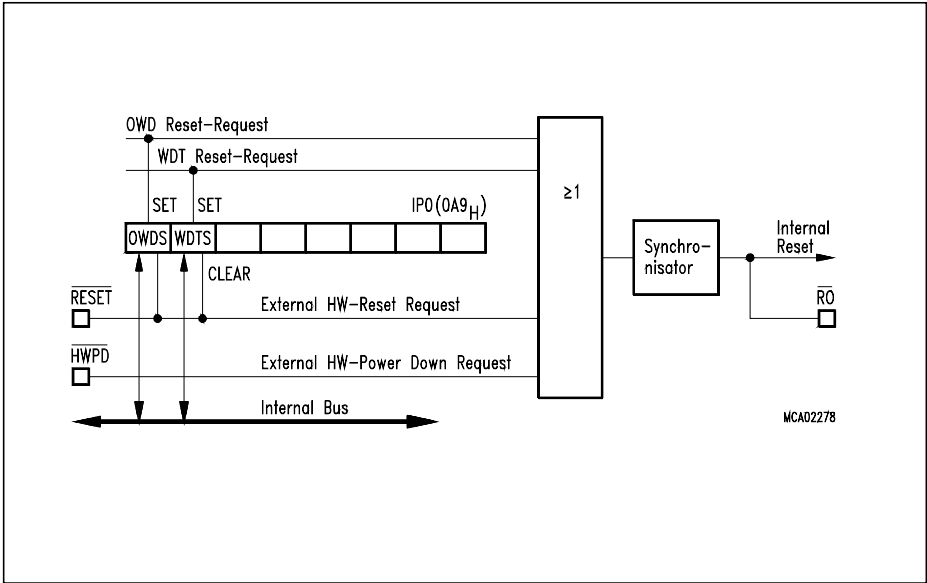 OWD Reset-Request
WDT Reset-Request
SET SET IP0(0A9H)
OWDS WDTS
CLEAR
RESET External HW-Reset Request
HWPD External HW-Power Down Request
Internal Bus
≥1
Synchro-
nisator
Internal
Reset
RO
MCA02278